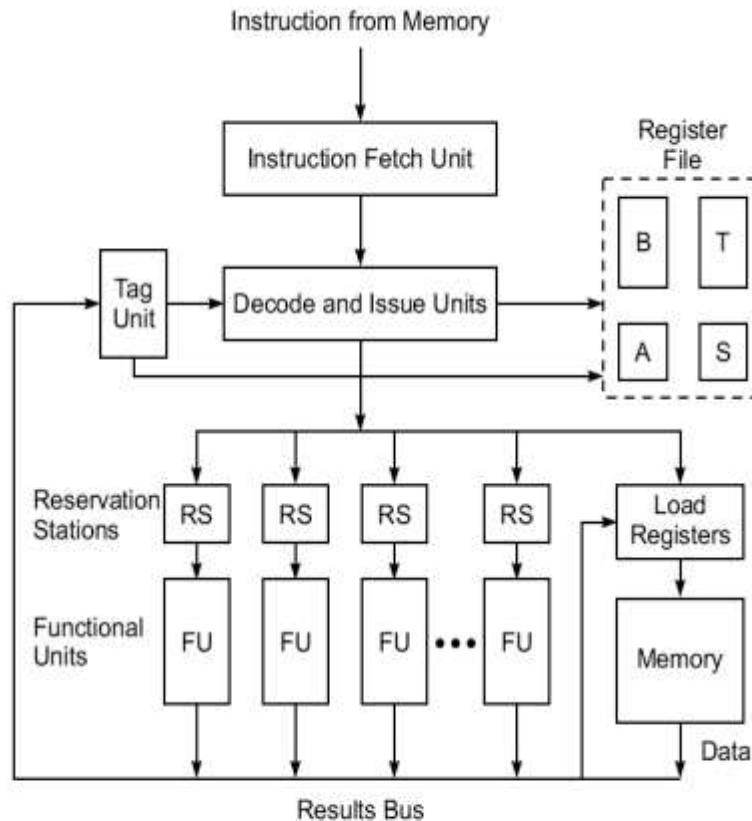 Instruction from Memory
Instruction Fetch Unit
Register
File
B
T
Tag
Unit
Decode and Issue Units
A
S
Reservation
Stations
RS
RS
RS
RS
Load
Registers
Functional
Units
FU
FU
FU
FU
Memory
Data
Results Bus